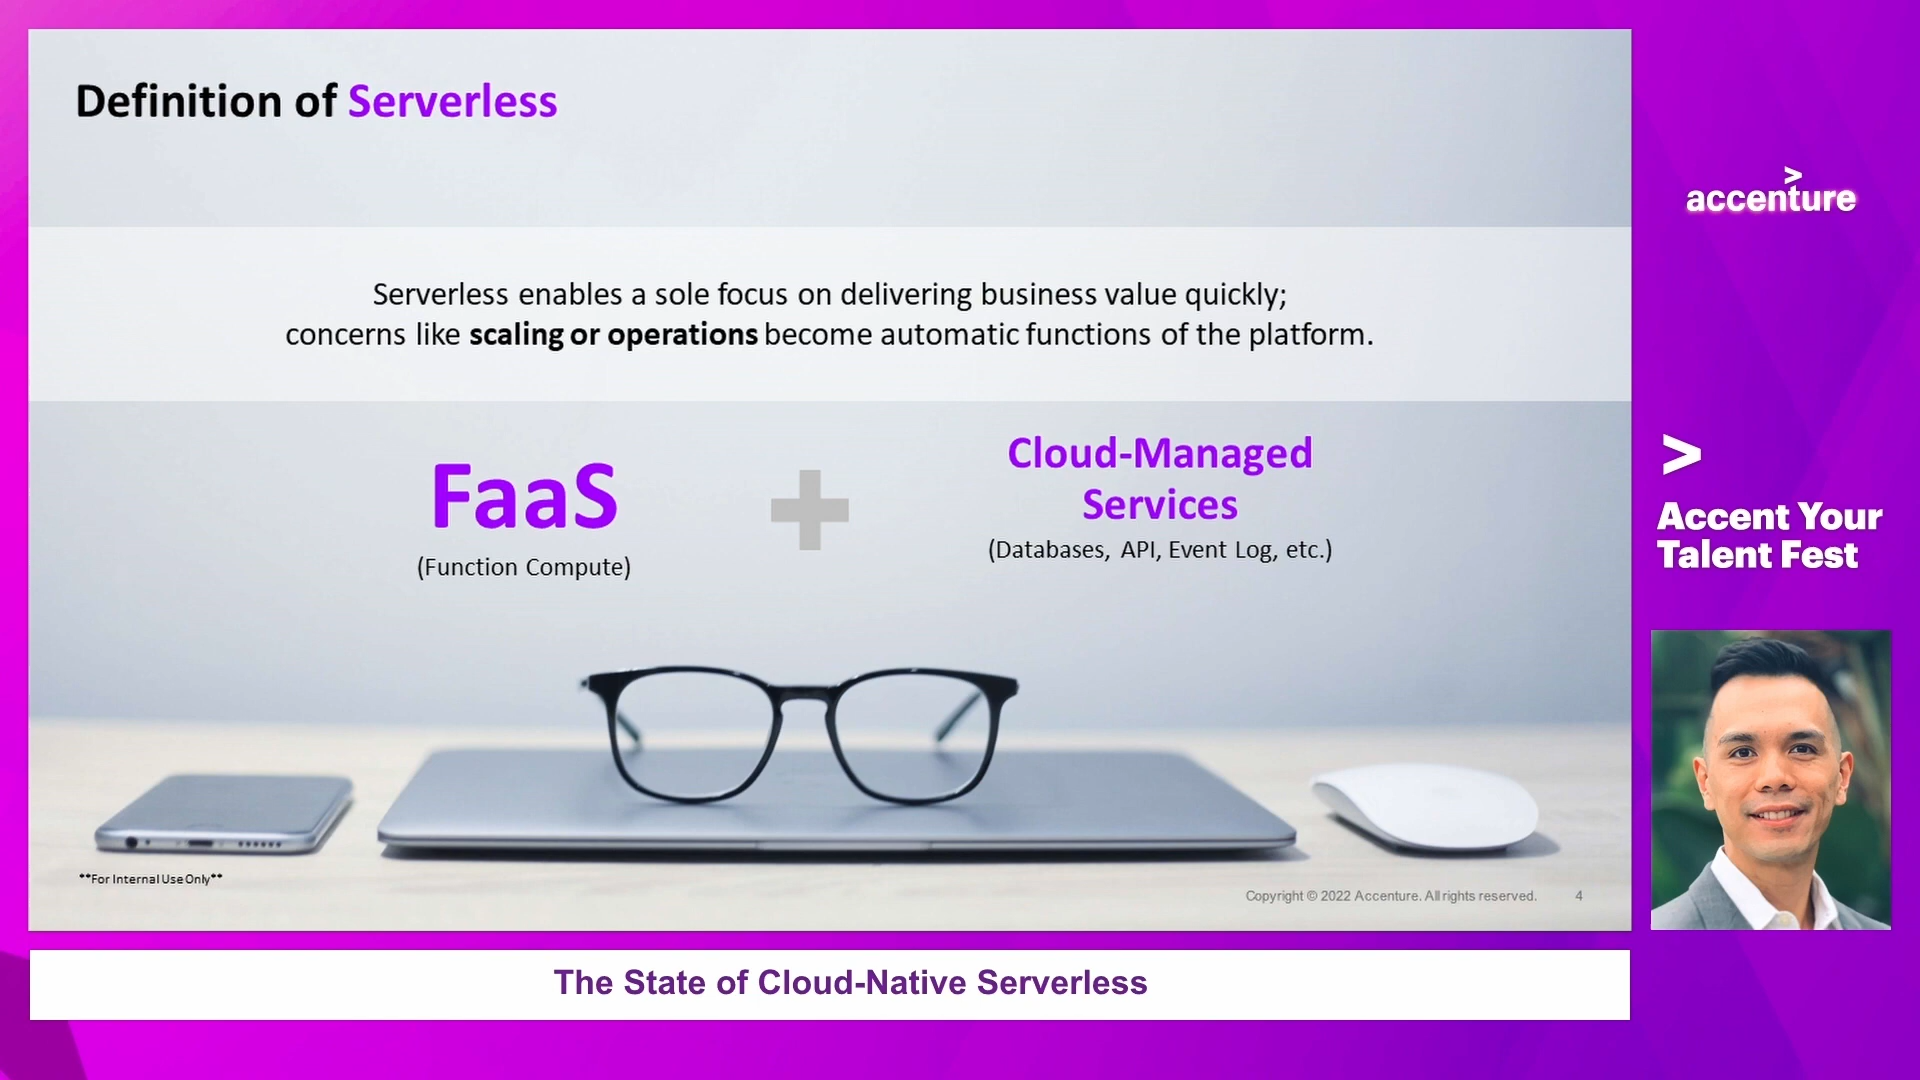 Definition of Serverless
Serverless enables a sole focus on delivering business value quickly;
concerns like scaling or operations become automatic functions of the platform.
FaaS
(Function Compute)
+
Cloud-Managed
Services
(Databases, API, Event Log, etc.)
**For Internal Use Only**
Copyright © 2022 Accenture. All rights reserved. 4
accenture
>
Accent Your
Talent Fest
The State of Cloud-Native Serverless